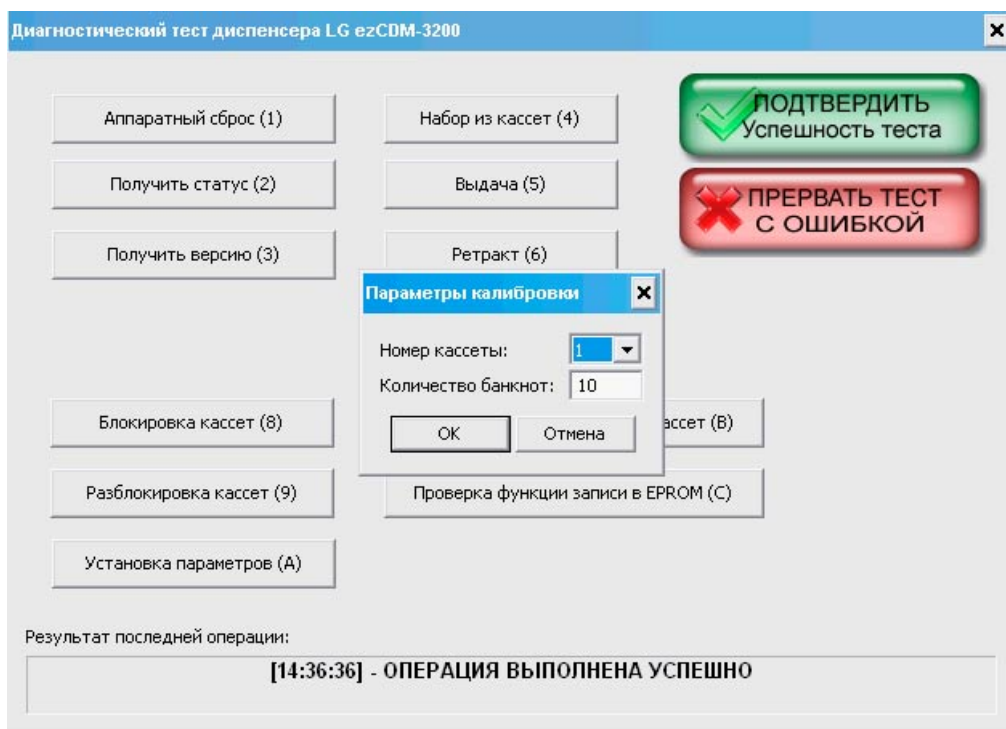 Диагностический тест диспенсера LG ezCDM-3200
Аппаратный сброс (1)
Набор из кассет (4)
ПОДТВЕРДИТЬ
Успешность теста
Получить статус (2)
Выдача (5)
ПРЕРВАТЬ ТЕСТ
С ОШИБКОЙ
Получить версию (3)
Ретракт (6)
Параметры калибровки
Номер кассеты:
1
Количество банкнот:
10
OK
Отмена
Блокировка кассет (8)
ассет (B)
Разблокировка кассет (9)
Проверка функции записи в EPROM (C)
Установка параметров (A)
Результат последней операции:
[14:36:36] - ОПЕРАЦИЯ ВЫПОЛНЕНА УСПЕШНО